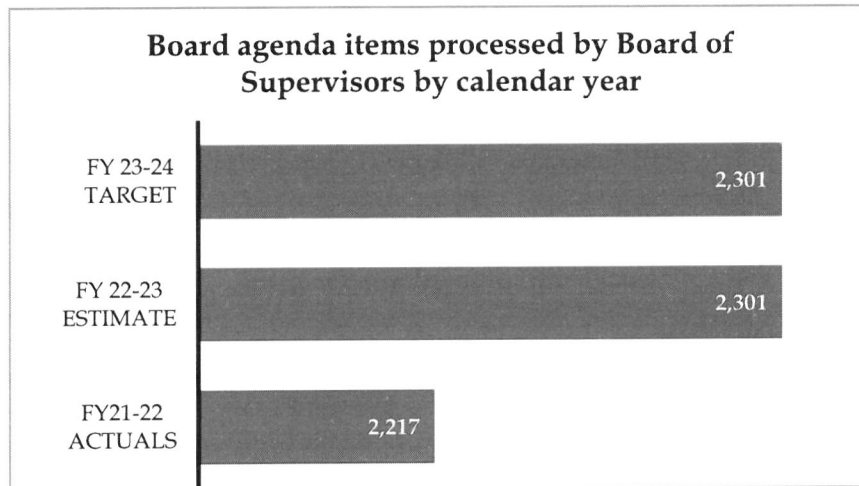 Board agenda items processed by Board of
Supervisors by calendar year
FY 23-24
TARGET
2,301
FY 22-23
ESTIMATE
2,301
FY21-22
ACTUALS
2,217